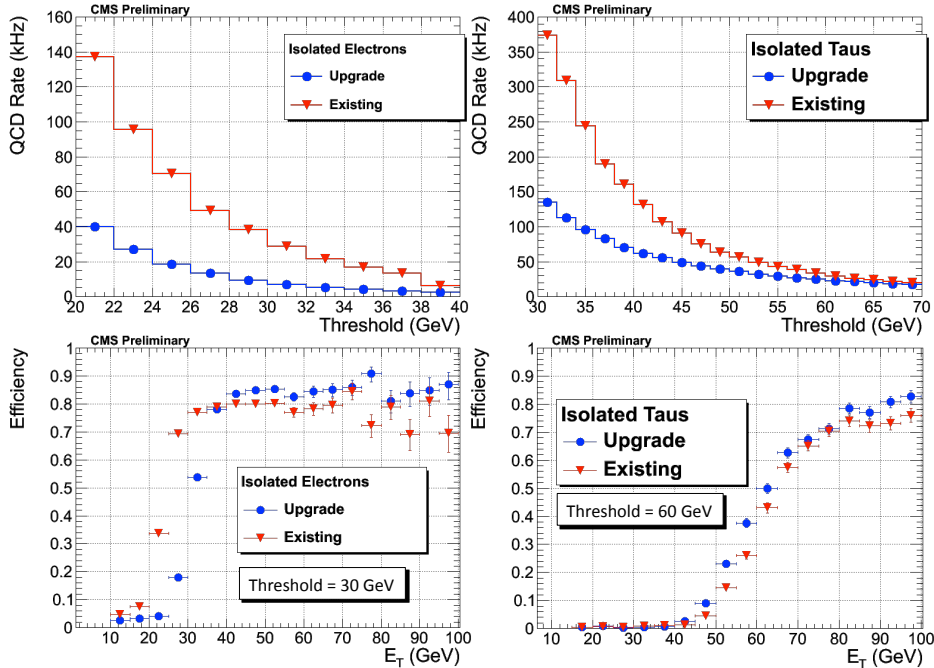 CMS Preliminary
QCD Rate (kHz)
160
140
120
100
80
60
40
20
0
Isolated Electrons
Upgrade
Existing
20 22 24 26 28 30 32 34 36 38 40
Threshold (GeV)
CMS Preliminary
QCD Rate (kHz)
400
350
300
250
200
150
100
50
0
Isolated Taus
Upgrade
Existing
30 35 40 45 50 55 60 65 70
Threshold (GeV)
CMS Preliminary
Efficiency
1
0.9
0.8
0.7
0.6
0.5
0.4
0.3
0.2
0.1
0
Isolated Electrons
Upgrade
Existing
Threshold = 30 GeV
10 20 30 40 50 60 70 80 90 100
E_T (GeV)
CMS Preliminary
Efficiency
1
0.9
0.8
0.7
0.6
0.5
0.4
0.3
0.2
0.1
0
Isolated Taus
Upgrade
Existing
Threshold = 60 GeV
10 20 30 40 50 60 70 80 90 100
E_T (GeV)